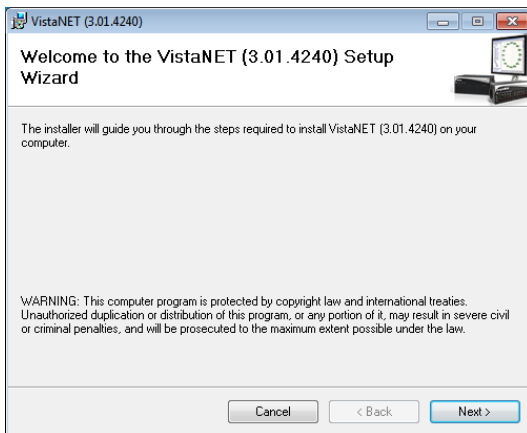 VistaNET (3.01.4240)
Welcome to the VistaNET (3.01.4240) Setup
Wizard
The installer will guide you through the steps required to install VistaNET (3.01.4240) on your
computer.
WARNING: This computer program is protected by copyright law and international treaties.
Unauthorized duplication or distribution of this program, or any portion of it, may result in severe civil
or criminal penalties, and will be prosecuted to the maximum extent possible under the law.
Cancel
< Back
Next >